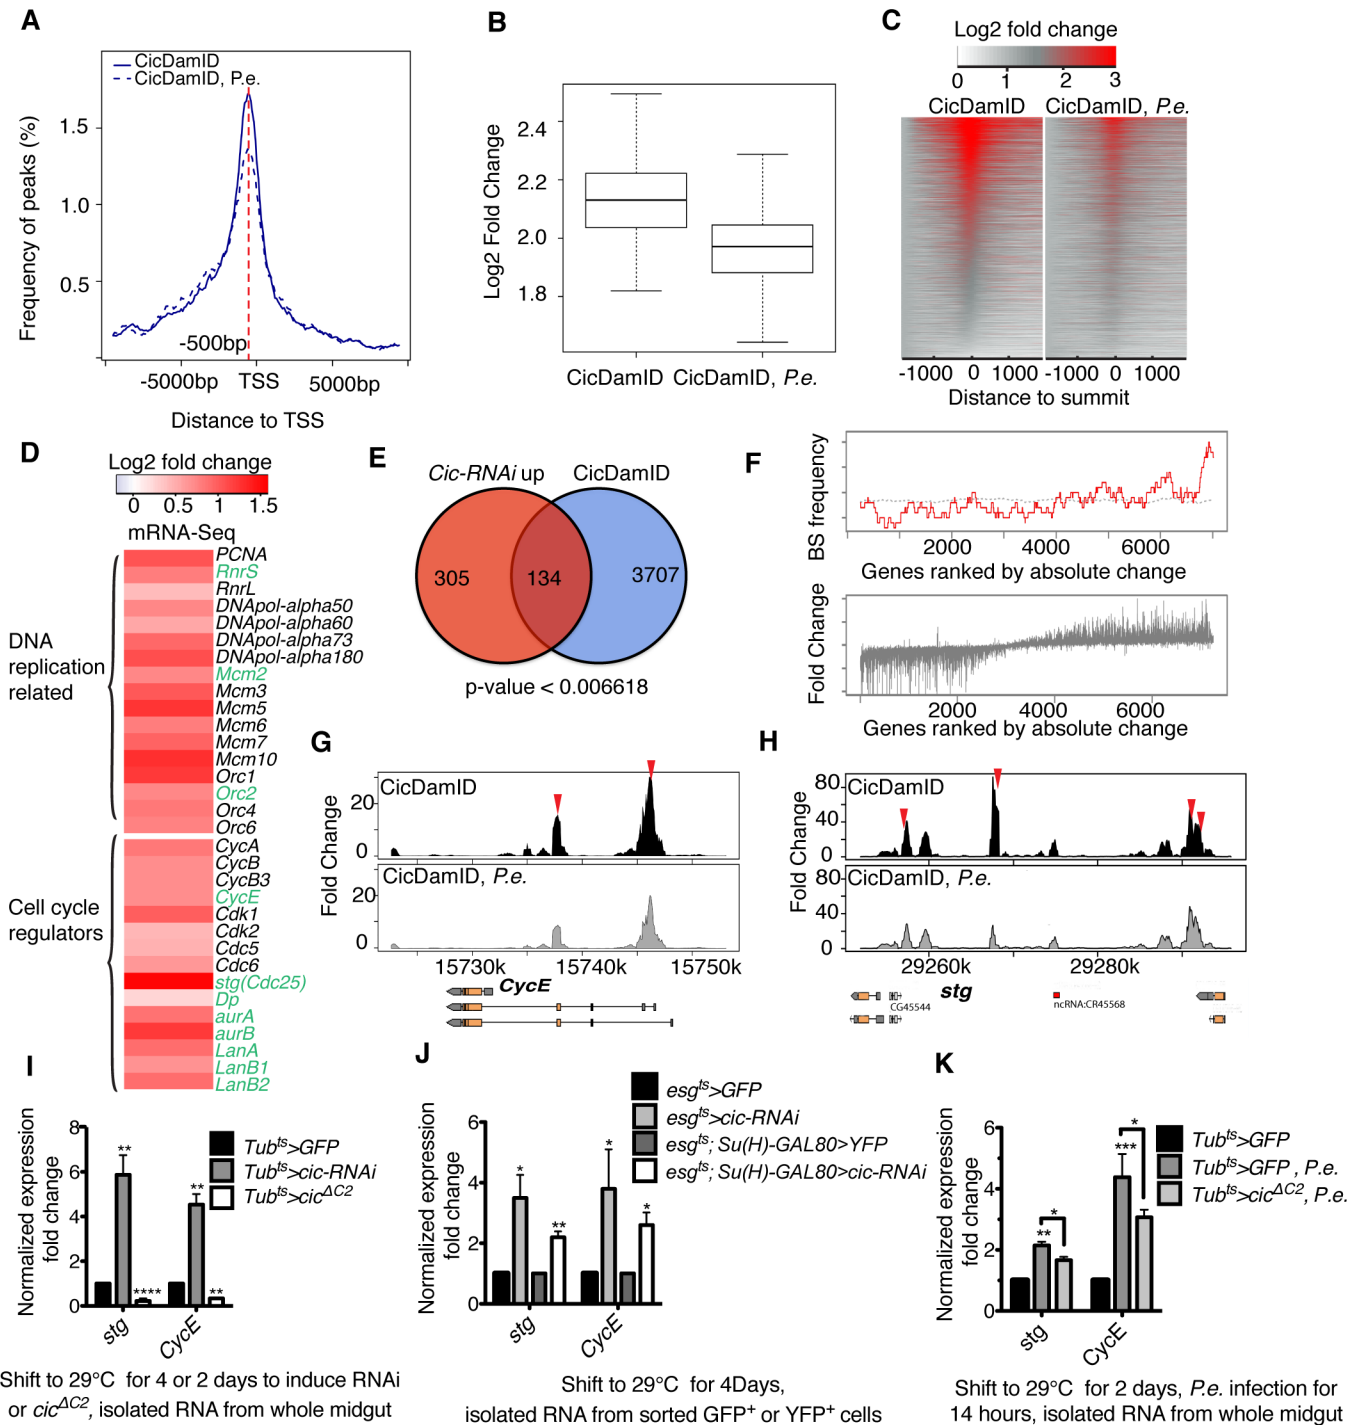 A
CicDamID
CicDamID, P.e.
Frequency of peaks (%)
1.5
1.0
0.5
-500bp
-5000bp
TSS
5000bp
Distance to TSS
B
Log2 Fold Change
2.4
2.2
2.0
1.8
CicDamID
CicDamID, P.e.
C
Log2 fold change
0 1 2 3
CicDamID
CicDamID, P.e.
-1000 0 1000
-1000 0 1000
Distance to summit
D
Log2 fold change
0 0.5 1 1.5
mRNA-Seq
DNA
replication
related
PCNA
RnrS
RnrL
DNApol-alpha50
DNApol-alpha60
DNApol-alpha73
DNApol-alpha180
Mcm2
Mcm3
Mcm5
Mcm6
Mcm7
Mcm10
Orc1
Orc2
Orc4
Orc6
Cell cycle
regulators
CycA
CycB
CycB3
CycE
Cdk1
Cdk2
Cdc5
Cdc6
stg(Cdc25)
Dp
aurA
aurB
LanA
LanB1
LanB2
E
Cic-RNAi up
CicDamID
305
134
3707
p-value < 0.006618
F
BS frequency
2000 4000 6000
Genes ranked by absolute change
Fold Change
2000 4000 6000
Genes ranked by absolute change
G
CicDamID
20
0
Fold Change
CicDamID, P.e.
20
0
15730k 15740k 15750k
CycE
H
CicDamID
80
40
0
Fold Change
CicDamID, P.e.
80
40
0
29260k 29280k
stg
CG45544
ncRNA:CR45568
I
Normalized expression
fold change
8
6
4
2
0
**
****
**
**
stg
CycE
Tubts>GFP
Tubts>cic-RNAi
Tubts>cicΔC2
Shift to 29°C for 4 or 2 days to induce RNAi
or cicΔC2, isolated RNA from whole midgut
J
Normalized expression
fold change
6
4
2
0
*
**
*
*
stg
CycE
esgts>GFP
esgts>cic-RNAi
esgts; Su(H)-GAL80>YFP
esgts; Su(H)-GAL80>cic-RNAi
Shift to 29°C for 4Days,
isolated RNA from sorted GFP+ or YFP+ cells
K
Normalized expression
fold change
6
4
2
0
*
**
*
***
stg
CycE
Tubts>GFP
Tubts>GFP , P.e.
Tubts>cicΔC2, P.e.
Shift to 29°C for 2 days, P.e. infection for
14 hours, isolated RNA from whole midgut